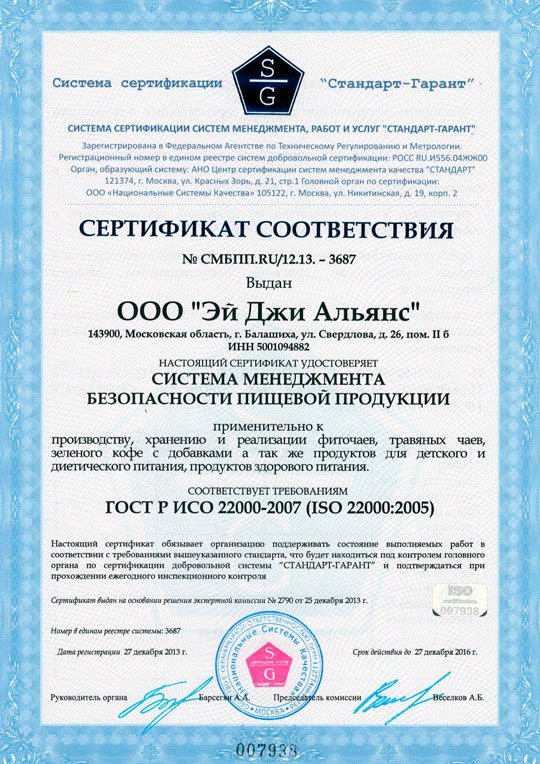 Система сертификации
S
G
"Стандарт-Гарант"
СИСТЕМА СЕРТИФИКАЦИИ СИСТЕМ МЕНЕДЖМЕНТА, РАБОТ И УСЛУГ "СТАНДАРТ-ГАРАНТ"
Зарегистрирована в Федеральном Агентстве по Техническому Регулированию и Метрологии.
Регистрационный номер в едином реестре систем добровольной сертификации: РОСС RU.И556.04ЖЖ00
Орган, образующий систему: АНО Центр сертификации систем менеджмента качества "СТАНДАРТ"
121374, г. Москва, ул. Красных Зорь, д. 21, стр.1 Головной орган по сертификации:
ООО «Национальные Системы Качества» 105122, г. Москва, ул. Никитинская, д. 19, корп. 2
СЕРТИФИКАТ СООТВЕТСТВИЯ
№ СМБПП.RU/12.13. – 3687
Выдан
ООО "Эй Джи Альянс"
143900, Московская область, г. Балашиха, ул. Свердлова, д. 26, пом. II б
ИНН 5001094882
НАСТОЯЩИЙ СЕРТИФИКАТ УДОСТОВЕРЯЕТ
СИСТЕМА МЕНЕДЖМЕНТА
БЕЗОПАСНОСТИ ПИЩЕВОЙ ПРОДУКЦИИ
применительно к
производству, хранению и реализации фиточаев, травяных чаев,
зеленого кофе с добавками а так же продуктов для детского и
диетического питания, продуктов здорового питания.
СООТВЕТСТВУЕТ ТРЕБОВАНИЯМ
ГОСТ Р ИСО 22000-2007 (ISO 22000:2005)
Настоящий сертификат обязывает организацию поддерживать состояние выполняемых работ в
соответствии с требованиями вышеуказанного стандарта, что будет находиться под контролем головного
органа по сертификации добровольной системы "СТАНДАРТ-ГАРАНТ" и подтверждаться при
прохождении ежегодного инспекционного контроля
ISO
007938
Сертификат выдан на основании решения экспертной комиссии № 2790 от 25 декабря 2013 г.
Номер в едином реестре системы: 3687
Дата регистрации 27 декабря 2013 г.
Срок действия до 27 декабря 2016 г.
Национальные Системы Качества
S
G
СТАНДАРТ-ГАРАНТ
МОСКВА
Руководитель органа
Барсегян А.А.
Председатель комиссии
Веселков А.Б.
007938